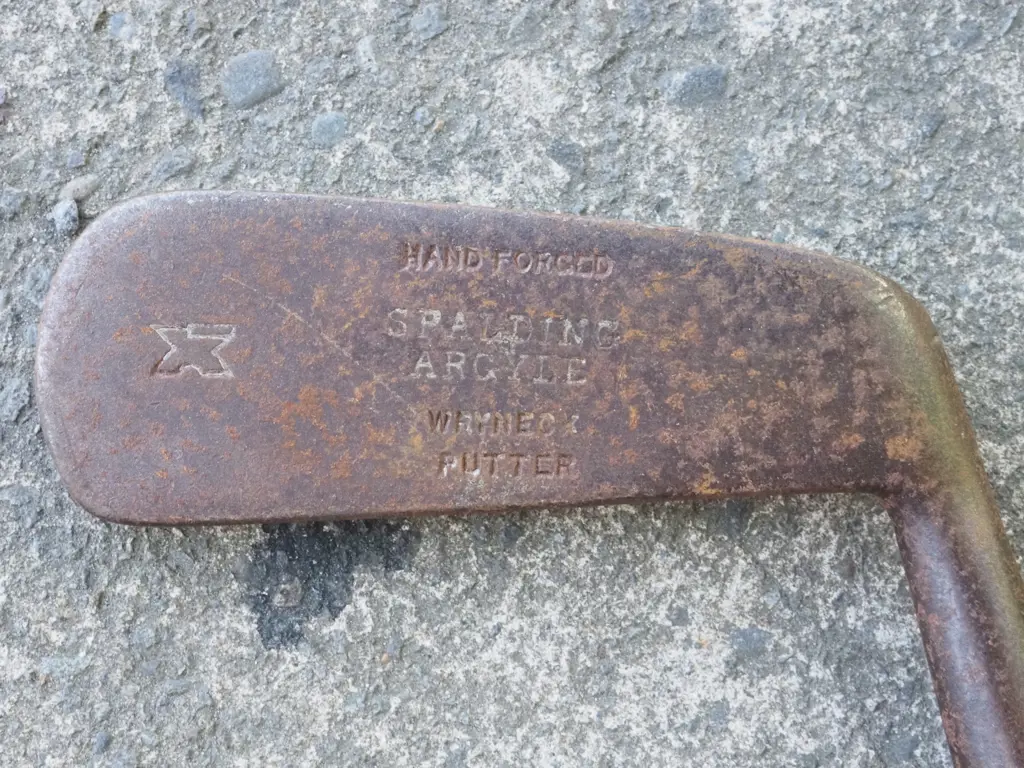 HAND FORGED
SPALDING
ARGYLE
WRYNECK
PUTTER